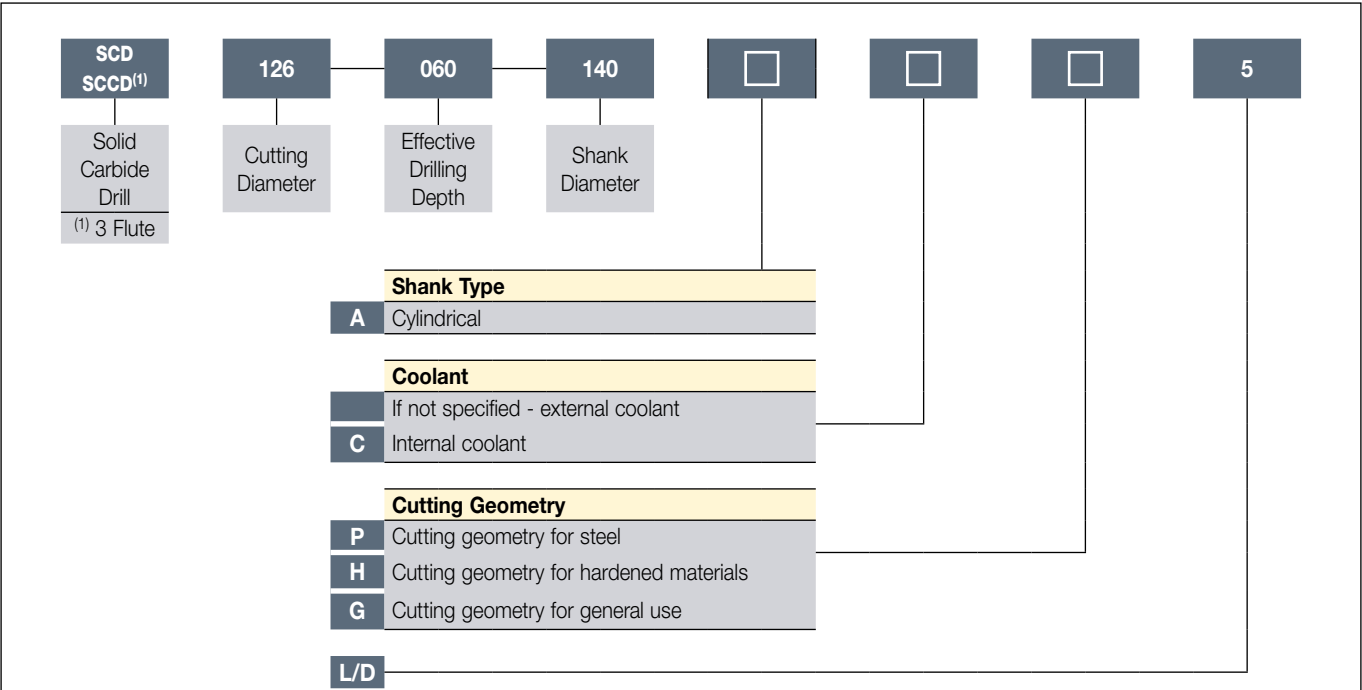 SCD
SCCD(1)
126
060
140
5
Solid
Carbide
Drill
(1) 3 Flute
Cutting
Diameter
Effective
Drilling
Depth
Shank
Diameter
Shank Type
A Cylindrical
Coolant
If not specified - external coolant
C Internal coolant
Cutting Geometry
P Cutting geometry for steel
H Cutting geometry for hardened materials
G Cutting geometry for general use
L/D